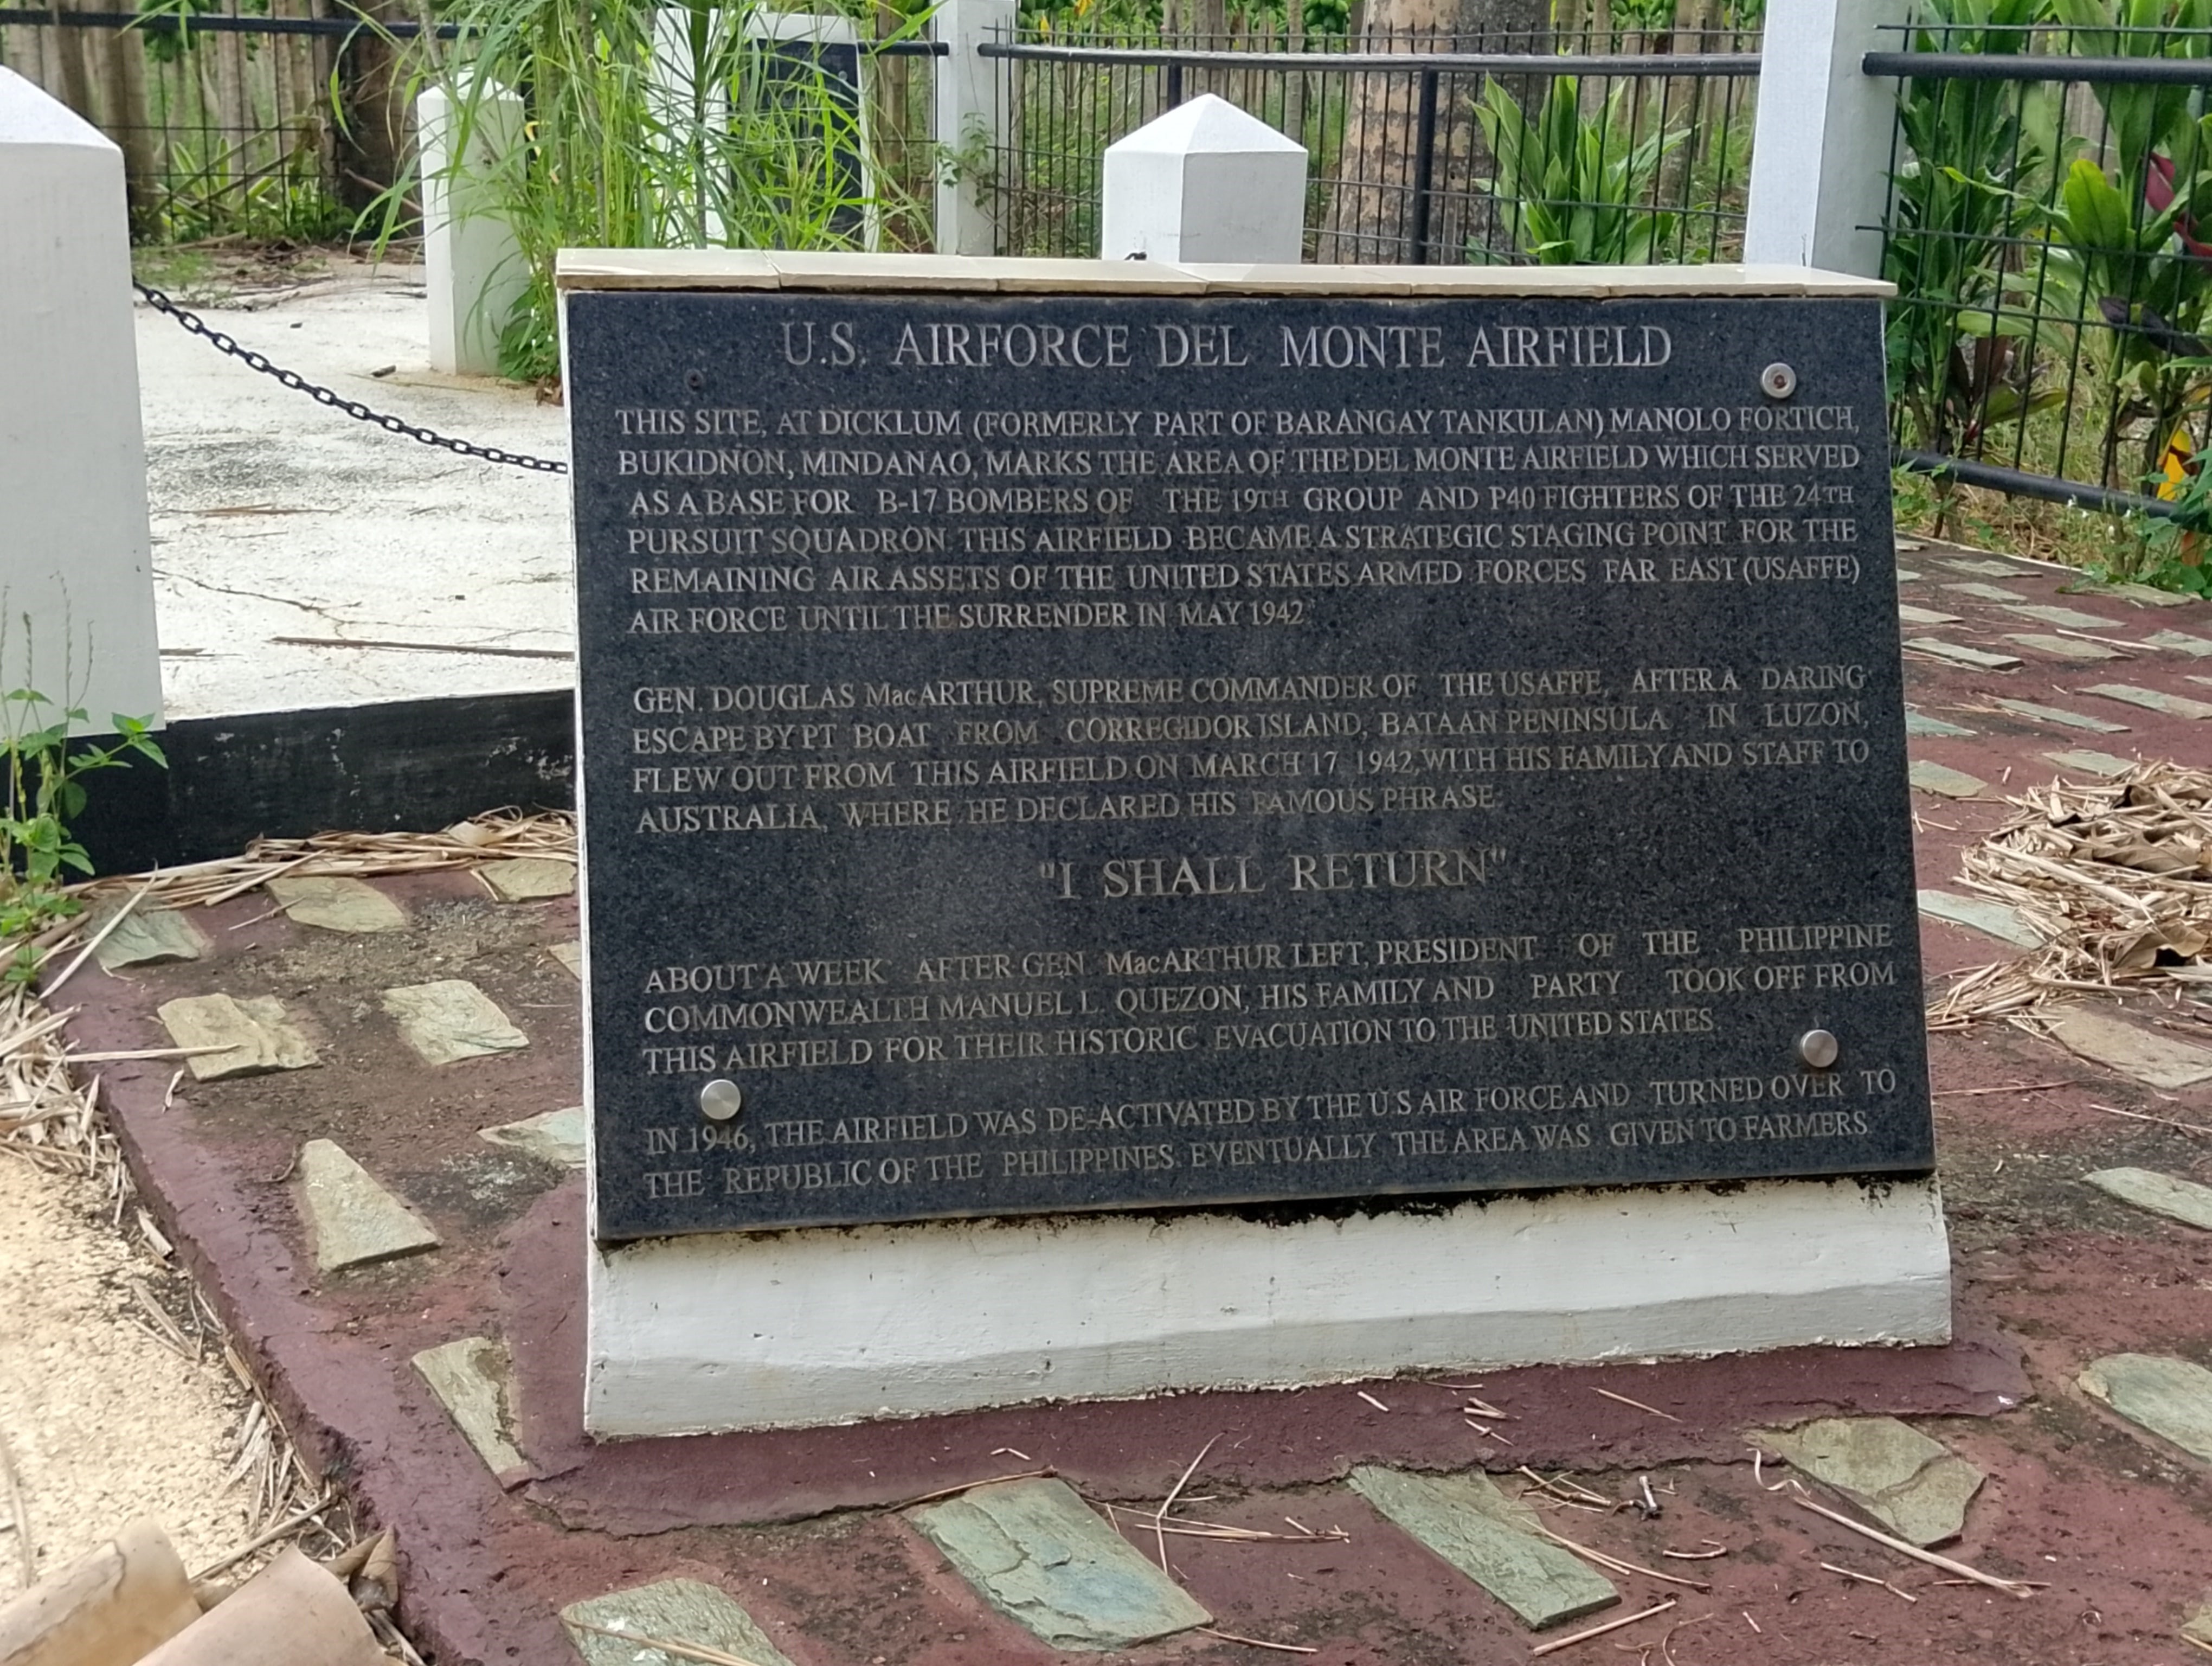 U.S. AIRFORCE DEL MONTE AIRFIELD
THIS SITE, AT DICKLUM (FORMERLY PART OF BARANGAY TANKULAN) MANOLO FORTICH,
BUKIDNON, MINDANAO, MARKS THE AREA OF THE DEL MONTE AIRFIELD WHICH SERVED
AS A BASE FOR B-17 BOMBERS OF THE 19TH GROUP AND P40 FIGHTERS OF THE 24TH
PURSUIT SQUADRON THIS AIRFIELD BECAME A STRATEGIC STAGING POINT FOR THE
REMAINING AIR ASSETS OF THE UNITED STATES ARMED FORCES FAR EAST (USAFFE)
AIR FORCE UNTIL THE SURRENDER IN MAY 1942
GEN. DOUGLAS MacARTHUR, SUPREME COMMANDER OF THE USAFFE, AFTER A DARING
ESCAPE BY PT BOAT FROM CORREGIDOR ISLAND, BATAAN PENINSULA IN LUZON,
FLEW OUT FROM THIS AIRFIELD ON MARCH 17 1942, WITH HIS FAMILY AND STAFF TO
AUSTRALIA, WHERE HE DECLARED HIS FAMOUS PHRASE:
"I SHALL RETURN"
ABOUT A WEEK AFTER GEN MacARTHUR LEFT, PRESIDENT OF THE PHILIPPINE
COMMONWEALTH MANUEL L. QUEZON, HIS FAMILY AND PARTY TOOK OFF FROM
THIS AIRFIELD FOR THEIR HISTORIC EVACUATION TO THE UNITED STATES
IN 1946, THE AIRFIELD WAS DE-ACTIVATED BY THE U.S AIR FORCE AND TURNED OVER TO
THE REPUBLIC OF THE PHILIPPINES. EVENTUALLY THE AREA WAS GIVEN TO FARMERS